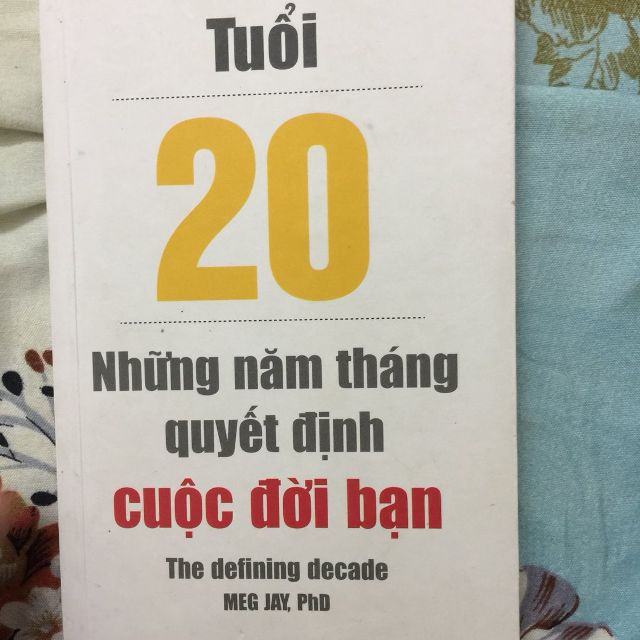 Tuổi
20
Những năm tháng
quyết định
cuộc đời bạn
The defining decade
MEG JAY, PhD